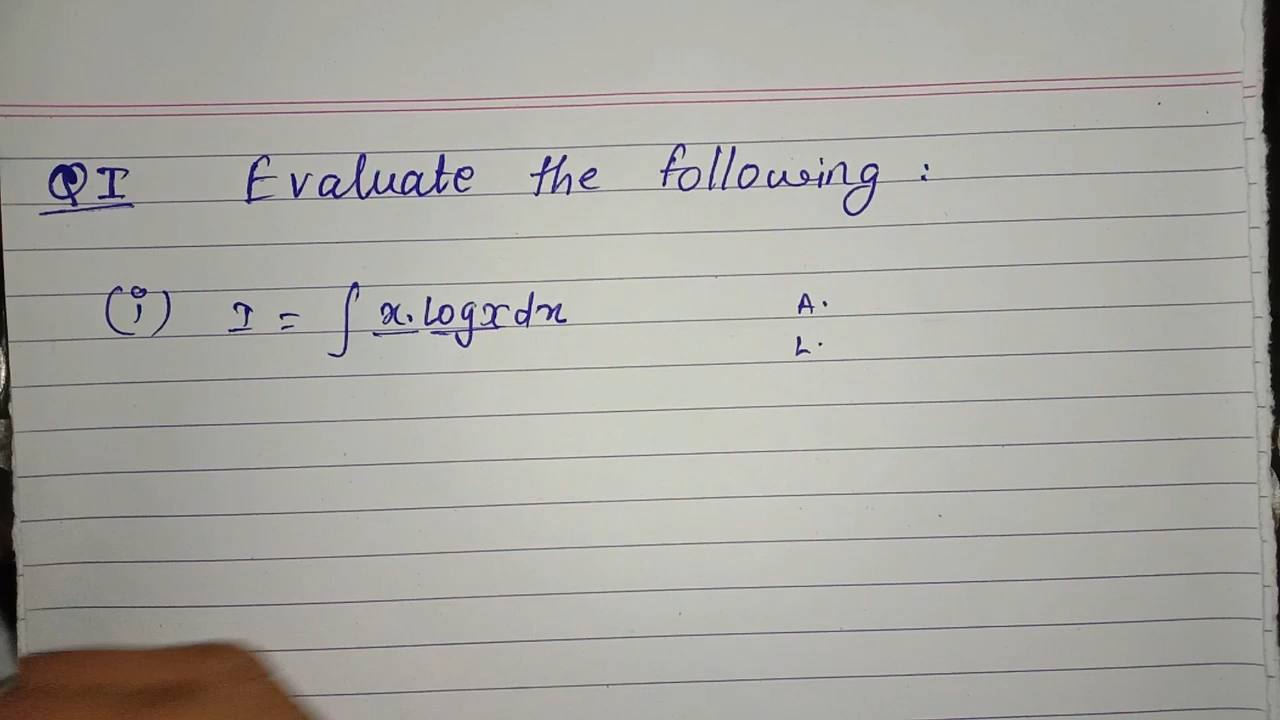 QI Evaluate the following :
(i) I = ∫ x. logx dx
A.
L.